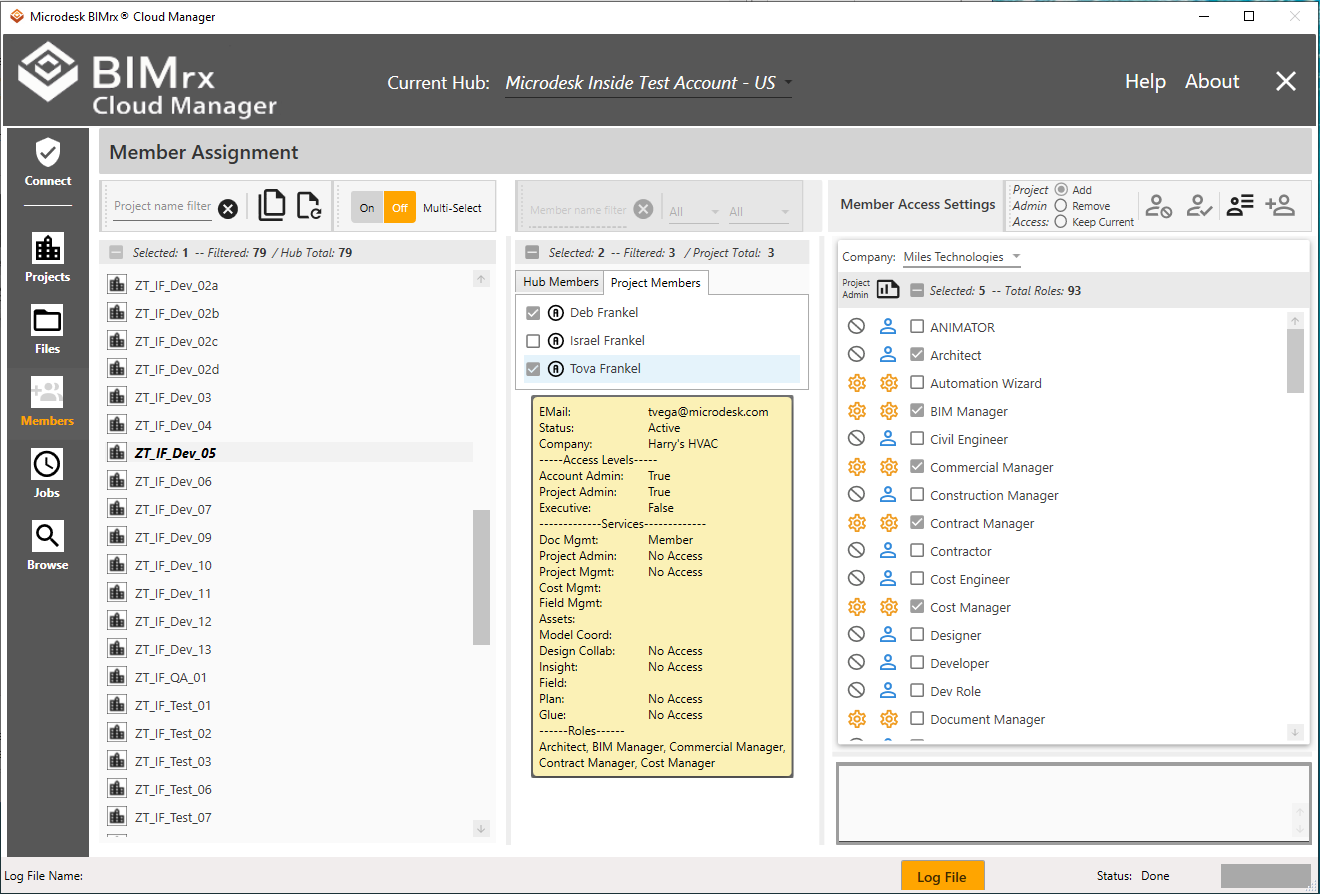 Microdesk BIMrx® Cloud Manager
BIMrx
Cloud Manager
Current Hub: Microdesk Inside Test Account - US
Help About
Connect
Projects
Files
Members
Jobs
Browse
Member Assignment
Project name filter
On Off Multi-Select
Selected: 1 -- Filtered: 79 / Hub Total: 79
ZT_IF_Dev_02a
ZT_IF_Dev_02b
ZT_IF_Dev_02c
ZT_IF_Dev_02d
ZT_IF_Dev_03
ZT_IF_Dev_04
ZT_IF_Dev_05
ZT_IF_Dev_06
ZT_IF_Dev_07
ZT_IF_Dev_09
ZT_IF_Dev_10
ZT_IF_Dev_11
ZT_IF_Dev_12
ZT_IF_Dev_13
ZT_IF_QA_01
ZT_IF_Test_01
ZT_IF_Test_02
ZT_IF_Test_03
ZT_IF_Test_06
ZT_IF_Test_07
Member name filter All All
Selected: 2 -- Filtered: 3 / Project Total: 3
Hub Members Project Members
Deb Frankel
Israel Frankel
Tova Frankel
EMail: tvega@microdesk.com
Status: Active
Company: Harry's HVAC
-----Access Levels-----
Account Admin: True
Project Admin: True
Executive: False
-------------Services-------------
Doc Mgmt: Member
Project Admin: No Access
Project Mgmt: No Access
Cost Mgmt:
Field Mgmt:
Assets:
Model Coord:
Design Collab: No Access
Insight: No Access
Field:
Plan: No Access
Glue: No Access
------Roles------
Architect, BIM Manager, Commercial Manager,
Contract Manager, Cost Manager
Member Access Settings
Project Admin Access:
Add
Remove
Keep Current
Company: Miles Technologies
Project Admin
Selected: 5 -- Total Roles: 93
ANIMATOR
Architect
Automation Wizard
BIM Manager
Civil Engineer
Commercial Manager
Construction Manager
Contract Manager
Contractor
Cost Engineer
Cost Manager
Designer
Developer
Dev Role
Document Manager
Log File Name:
Log File
Status: Done